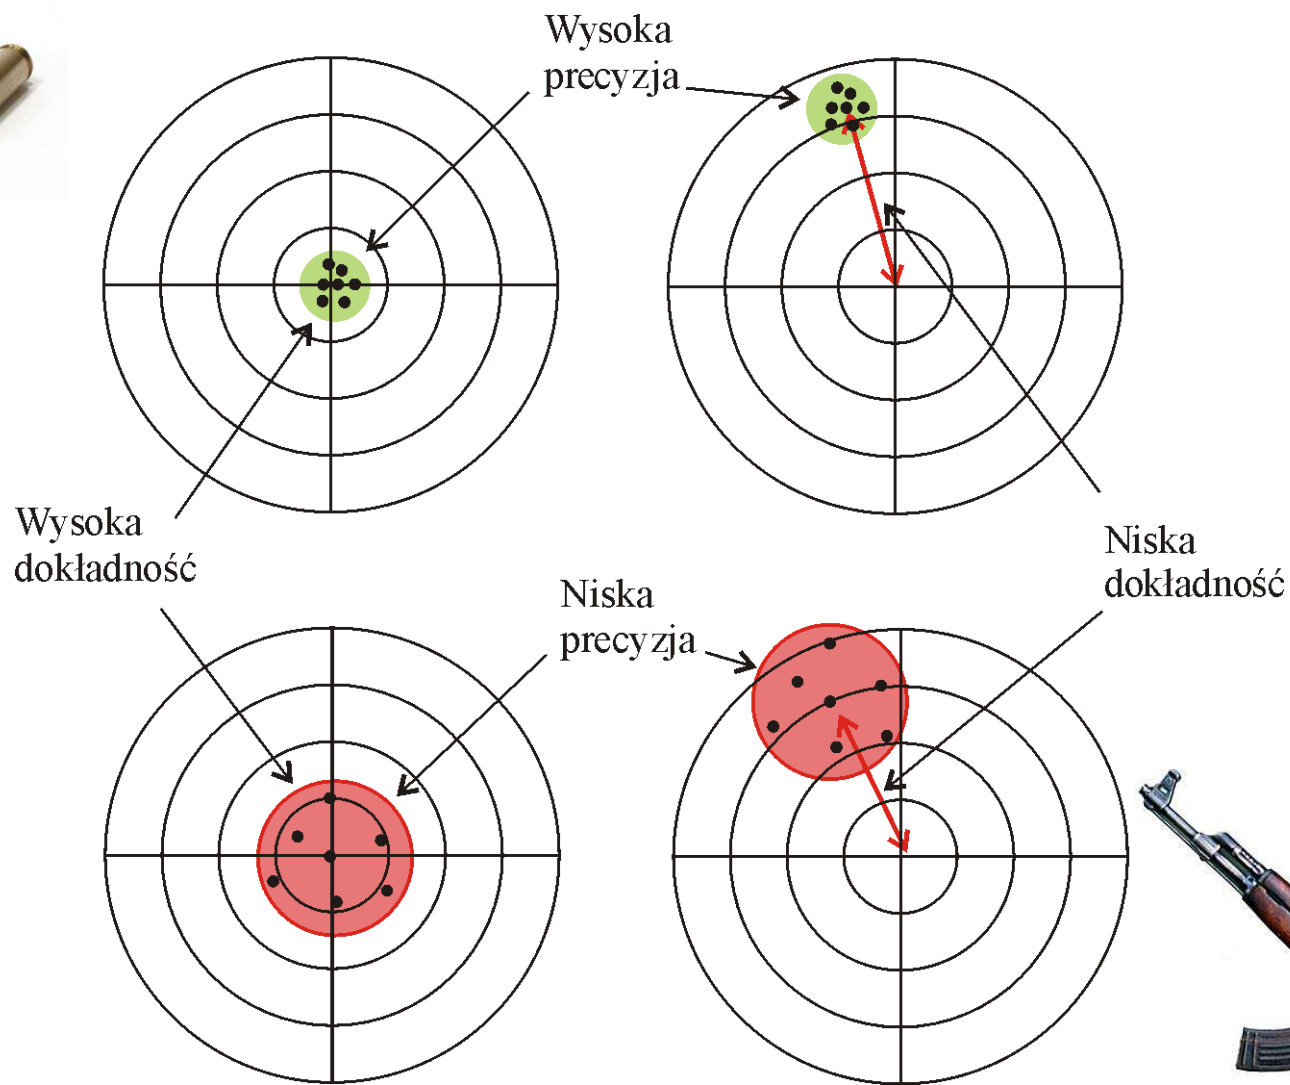 Wysoka
precyzja
Wysoka
dokładność
Niska
dokładność
Niska
precyzja